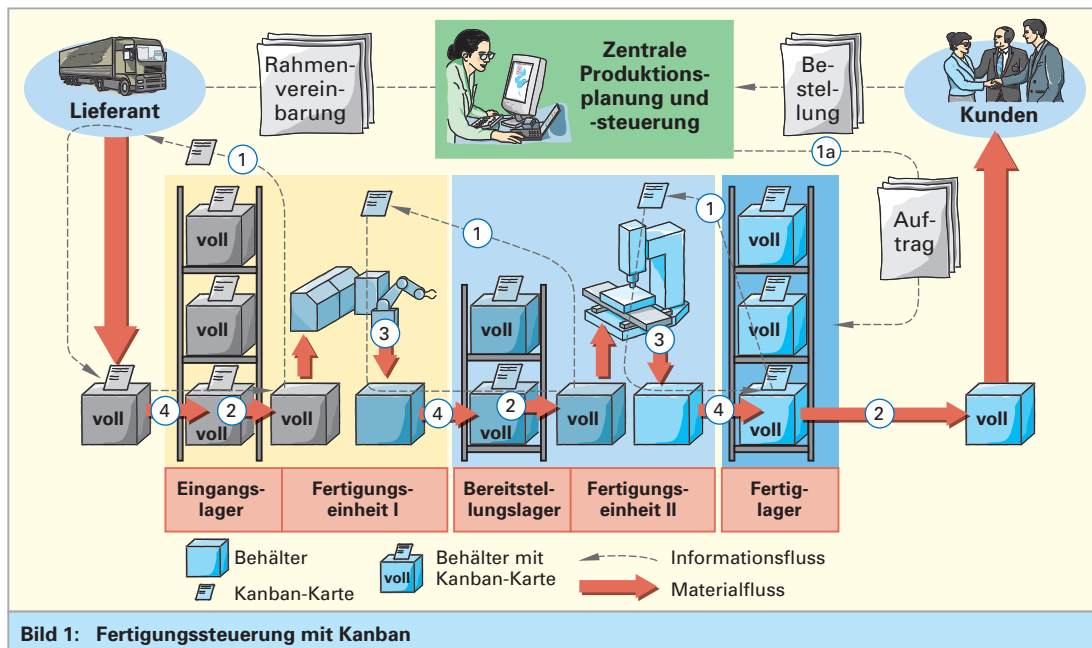 Lieferant
Rahmen-
verein-
barung
Zentrale
Produktions-
planung und
-steuerung
Be-
stel-
lung
Kunden
1
1a
Auf-
trag
voll
voll
voll
1
1
voll
voll
voll
3
3
voll
4
voll
2
voll
4
voll
2
voll
4
voll
2
voll
Eingangs-
lager
Fertigungs-
einheit I
Bereitstel-
lungslager
Fertigungs-
einheit II
Fertig-
lager
Behälter
Kanban-Karte
voll
Behälter mit
Kanban-Karte
Informationsfluss
Materialfluss
Bild 1: Fertigungssteuerung mit Kanban